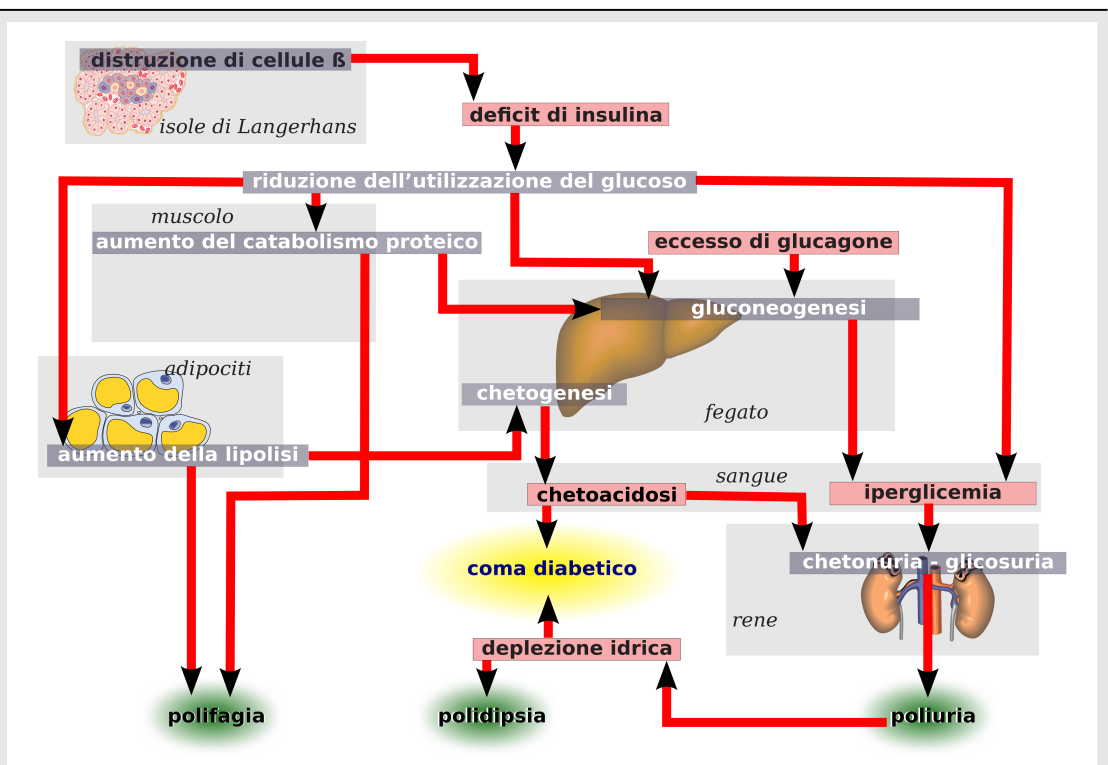 distruzione di cellule ß
isole di Langerhans
deficit di insulina
riduzione dell’utilizzazione del glucoso
muscolo
aumento del catabolismo proteico
eccesso di glucagone
gluconeogenesi
adipociti
chetogenesi
fegato
aumento della lipolisi
sangue
chetoacidosi
iperglicemia
coma diabetico
chetonuria - glicosuria
rene
deplezione idrica
polifagia
polidipsia
poliuria